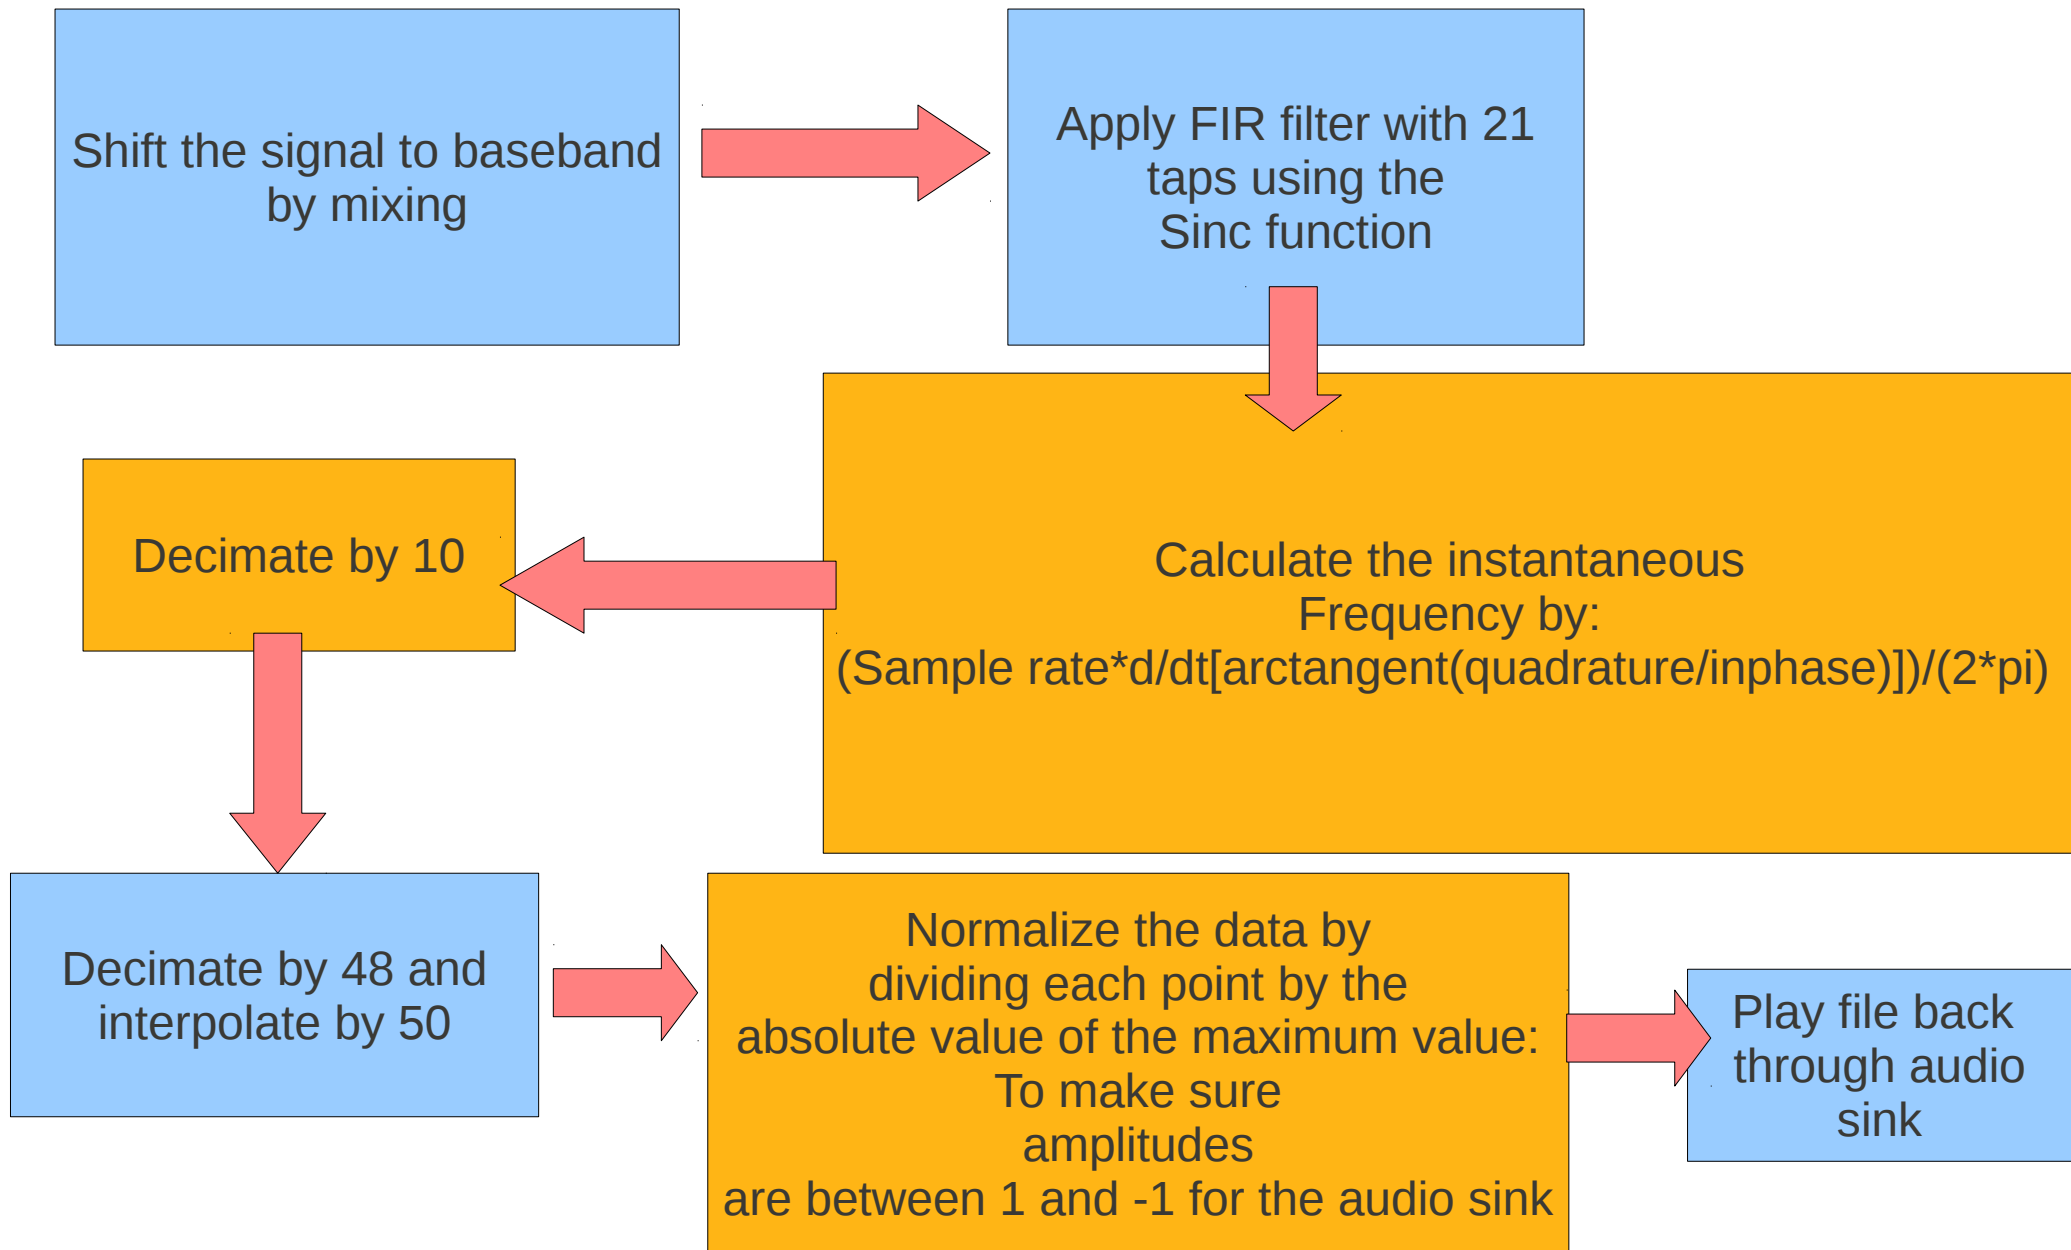 Shift the signal to baseband
by mixing
Apply FIR filter with 21
taps using the
Sinc function
Calculate the instantaneous
Frequency by:
(Sample rate*d/dt[arctangent(quadrature/inphase)])/(2*pi)
Decimate by 10
Decimate by 48 and
interpolate by 50
Normalize the data by
dividing each point by the
absolute value of the maximum value:
To make sure
amplitudes
are between 1 and -1 for the audio sink
Play file back
through audio
sink